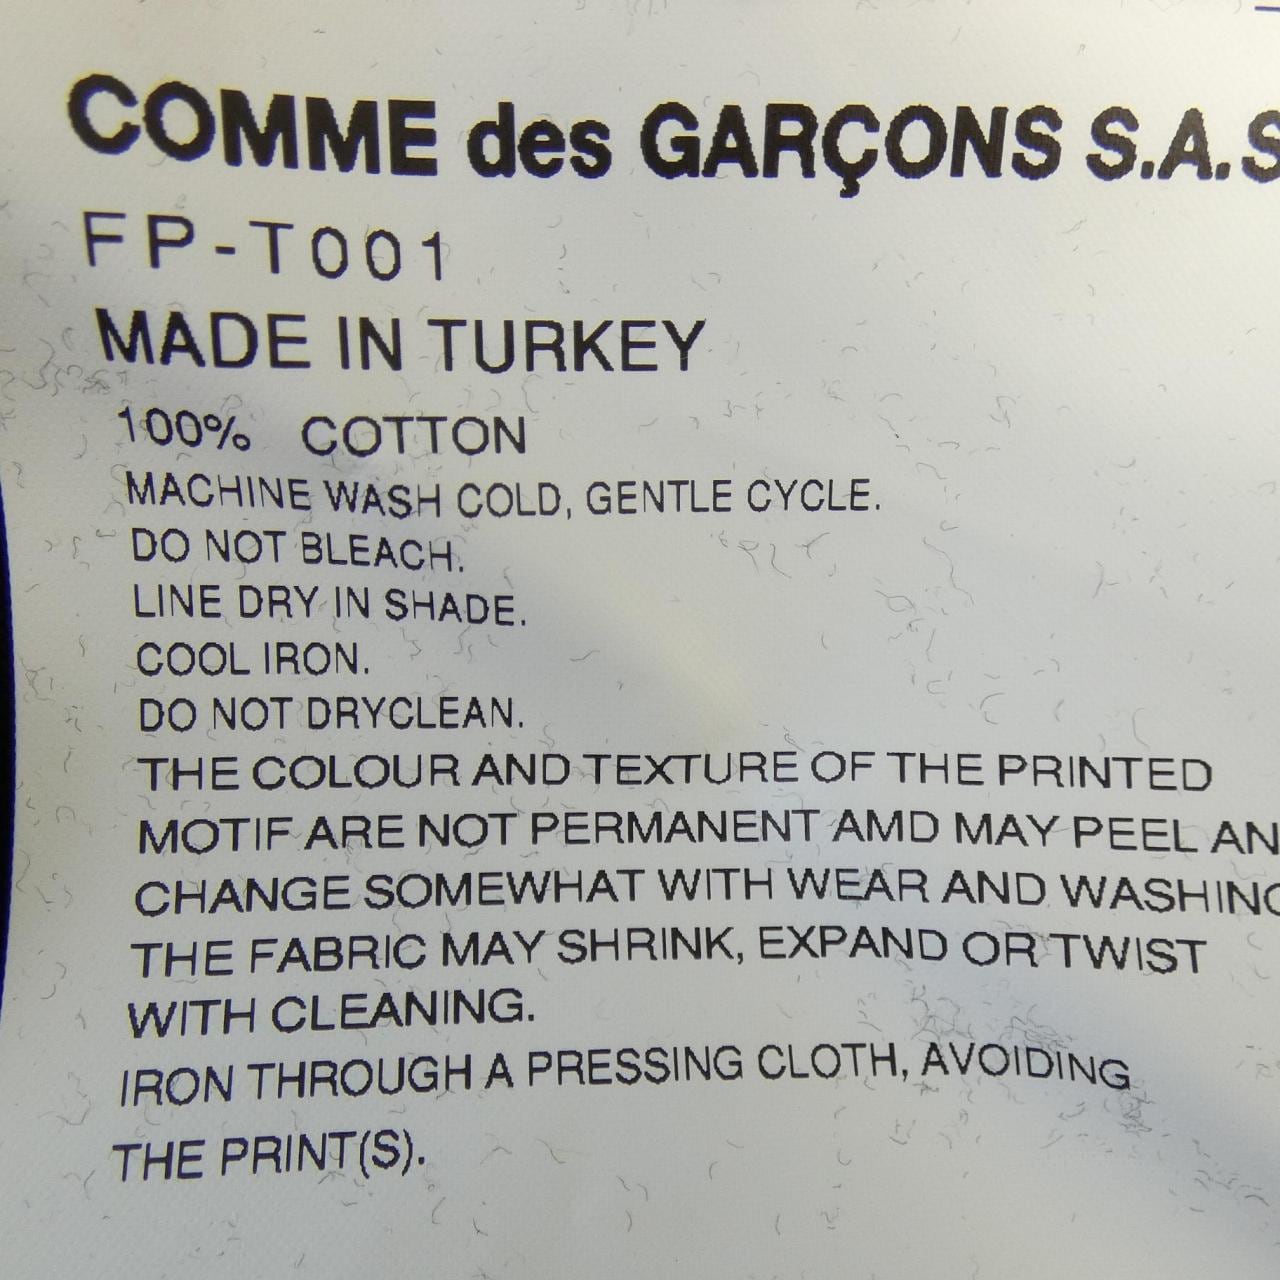 COMME des GARÇONS S.A.S
FP-T001
MADE IN TURKEY
100% COTTON
MACHINE WASH COLD, GENTLE CYCLE.
DO NOT BLEACH.
LINE DRY IN SHADE.
COOL IRON.
DO NOT DRYCLEAN.
THE COLOUR AND TEXTURE OF THE PRINTED
MOTIF ARE NOT PERMANENT AMD MAY PEEL AN
CHANGE SOMEWHAT WITH WEAR AND WASHING
THE FABRIC MAY SHRINK, EXPAND OR TWIST
WITH CLEANING.
IRON THROUGH A PRESSING CLOTH, AVOIDING
THE PRINT(S).